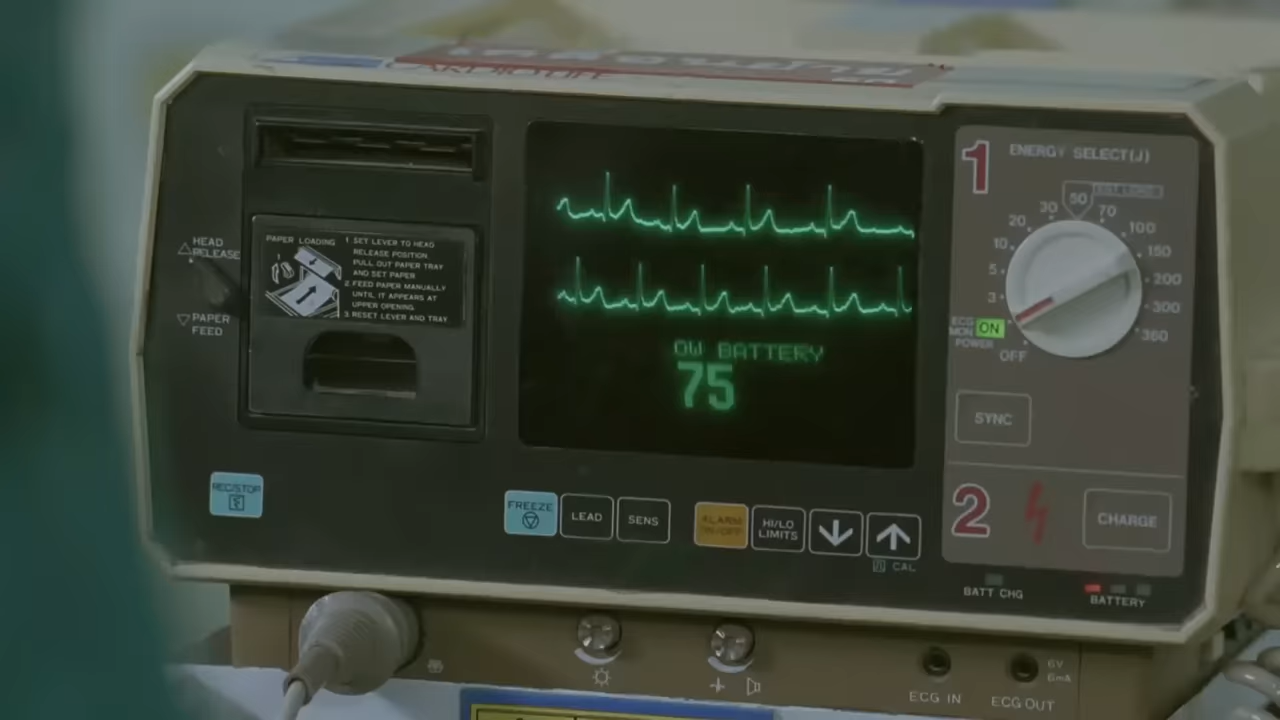 CARDIOLIFE
HEAD
RELEASE
PAPER
FEED
PAPER LOADING
1 SET LEVER TO HEAD
RELEASE POSITION.
PULL OUT PAPER TRAY
AND SET PAPER
2 FEED PAPER MANUALLY
UNTIL IT APPEARS AT
UPPER OPENING.
3 RESET LEVER AND TRAY.
OW BATTERY
75
1
ENERGY SELECT(J)
50
30
70
20
100
10
150
5
200
3
300
360
ECG
MON ON
POWER
OFF
SYNC
2
CHARGE
REC/STOP
FREEZE
LEAD
SENS
ALARM
ON/OFF
HI/LO
LIMITS
CAL
BATT CHG
BATTERY
ECG IN
ECG OUT
6V
6mA